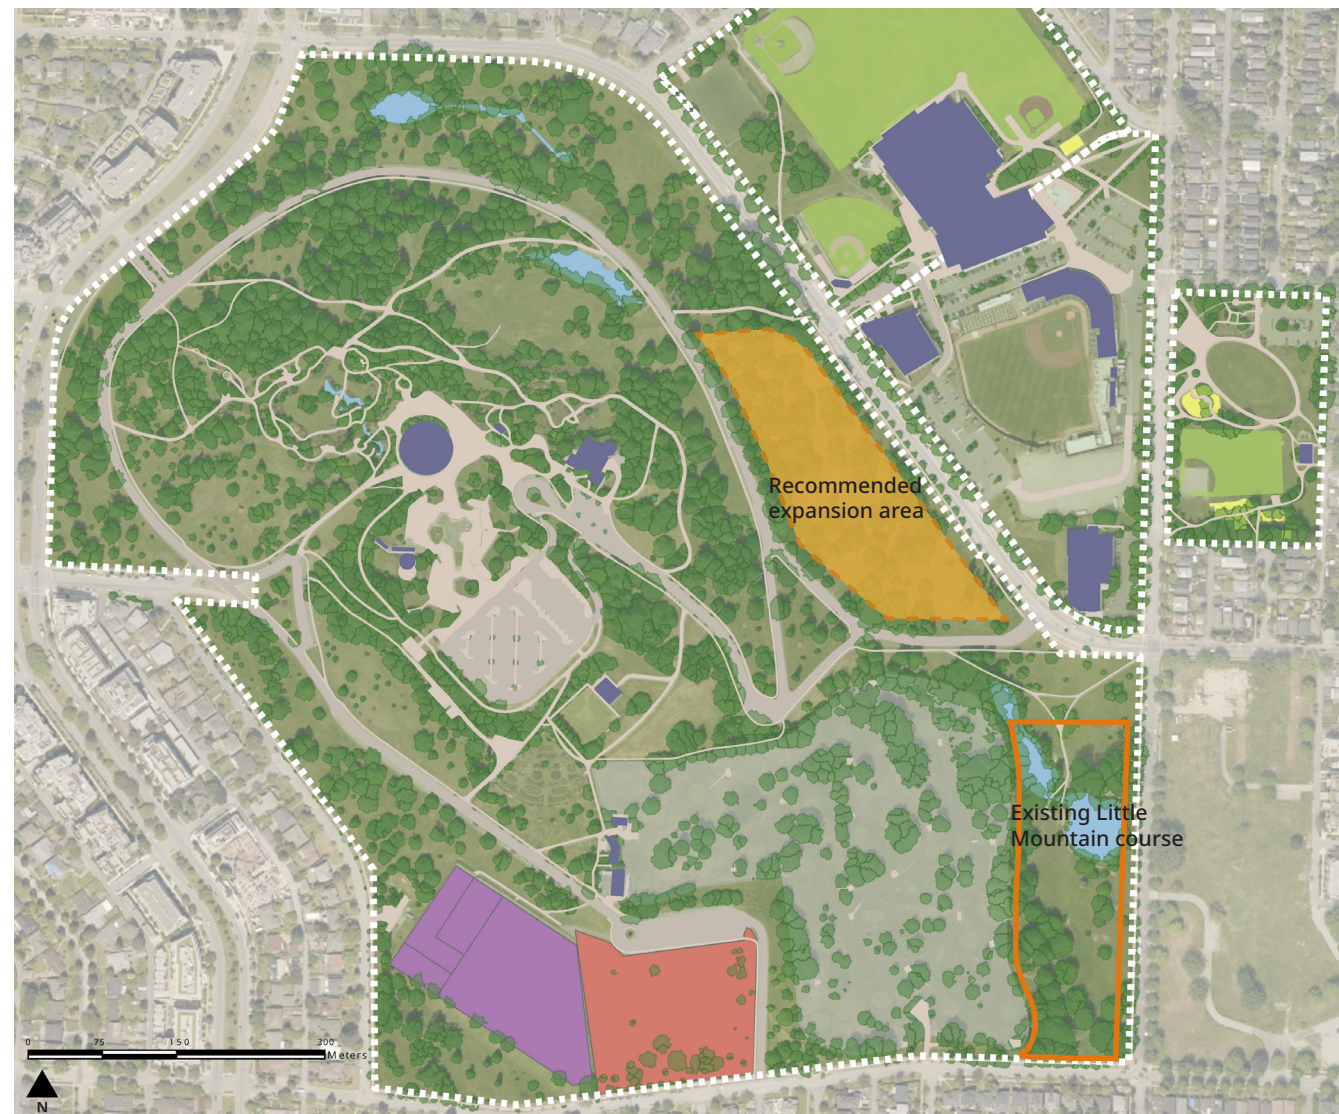 Recommended
expansion area
Existing Little
Mountain course
0 75 150 300
Meters
N